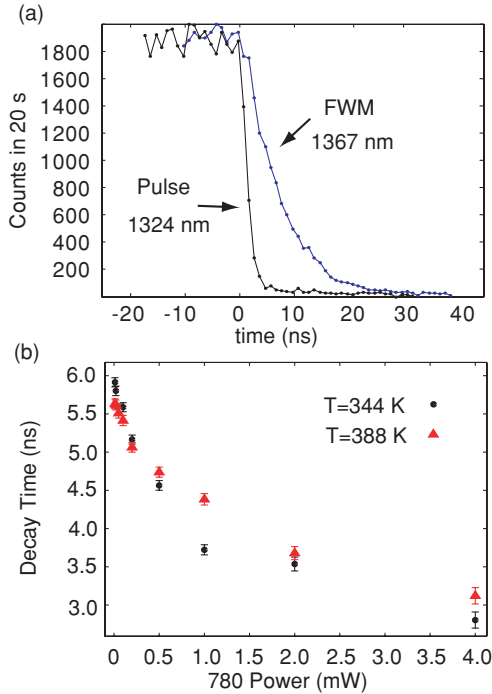 (a)
1800
1600
1400
1200
1000
800
600
400
200
Counts in 20 s
FWM
1367 nm
Pulse
1324 nm
-20 -10 0 10 20 30 40
time (ns)
(b)
6.0
5.5
5.0
4.5
4.0
3.5
3.0
Decay Time (ns)
T=344 K
T=388 K
0 0.5 1.0 1.5 2.0 2.5 3.0 3.5 4.0
780 Power (mW)